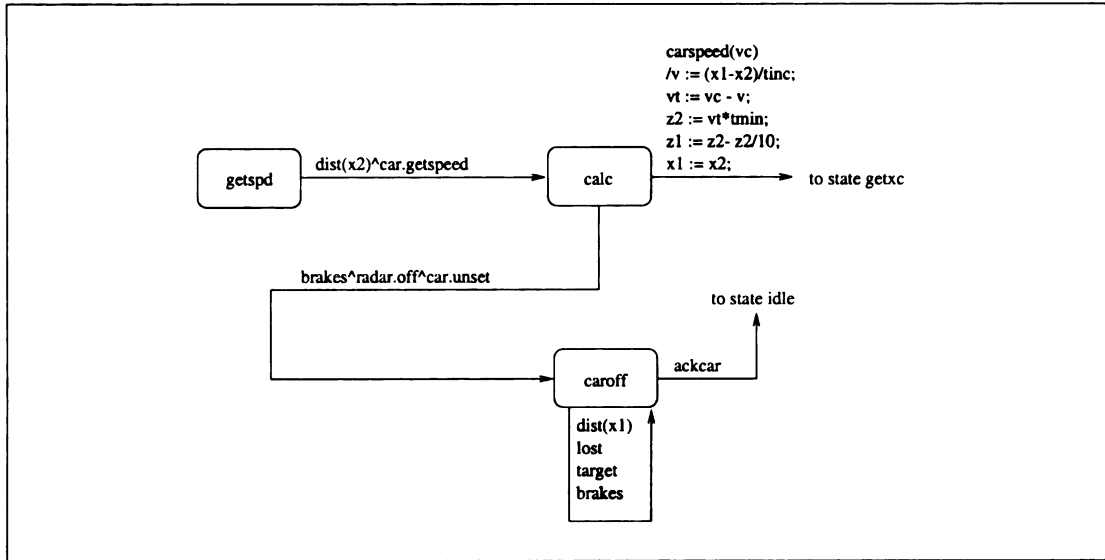 carspeed(vc)
/v := (x1-x2)/tinc;
vt := vc - v;
z2 := vt*tmin;
z1 := z2- z2/10;
x1 := x2;
getspd
dist(x2)^car.getspeed
calc
to state getxc
brakes^radar.off^car.unset
to state idle
caroff
ackcar
dist(x1)
lost
target
brakes